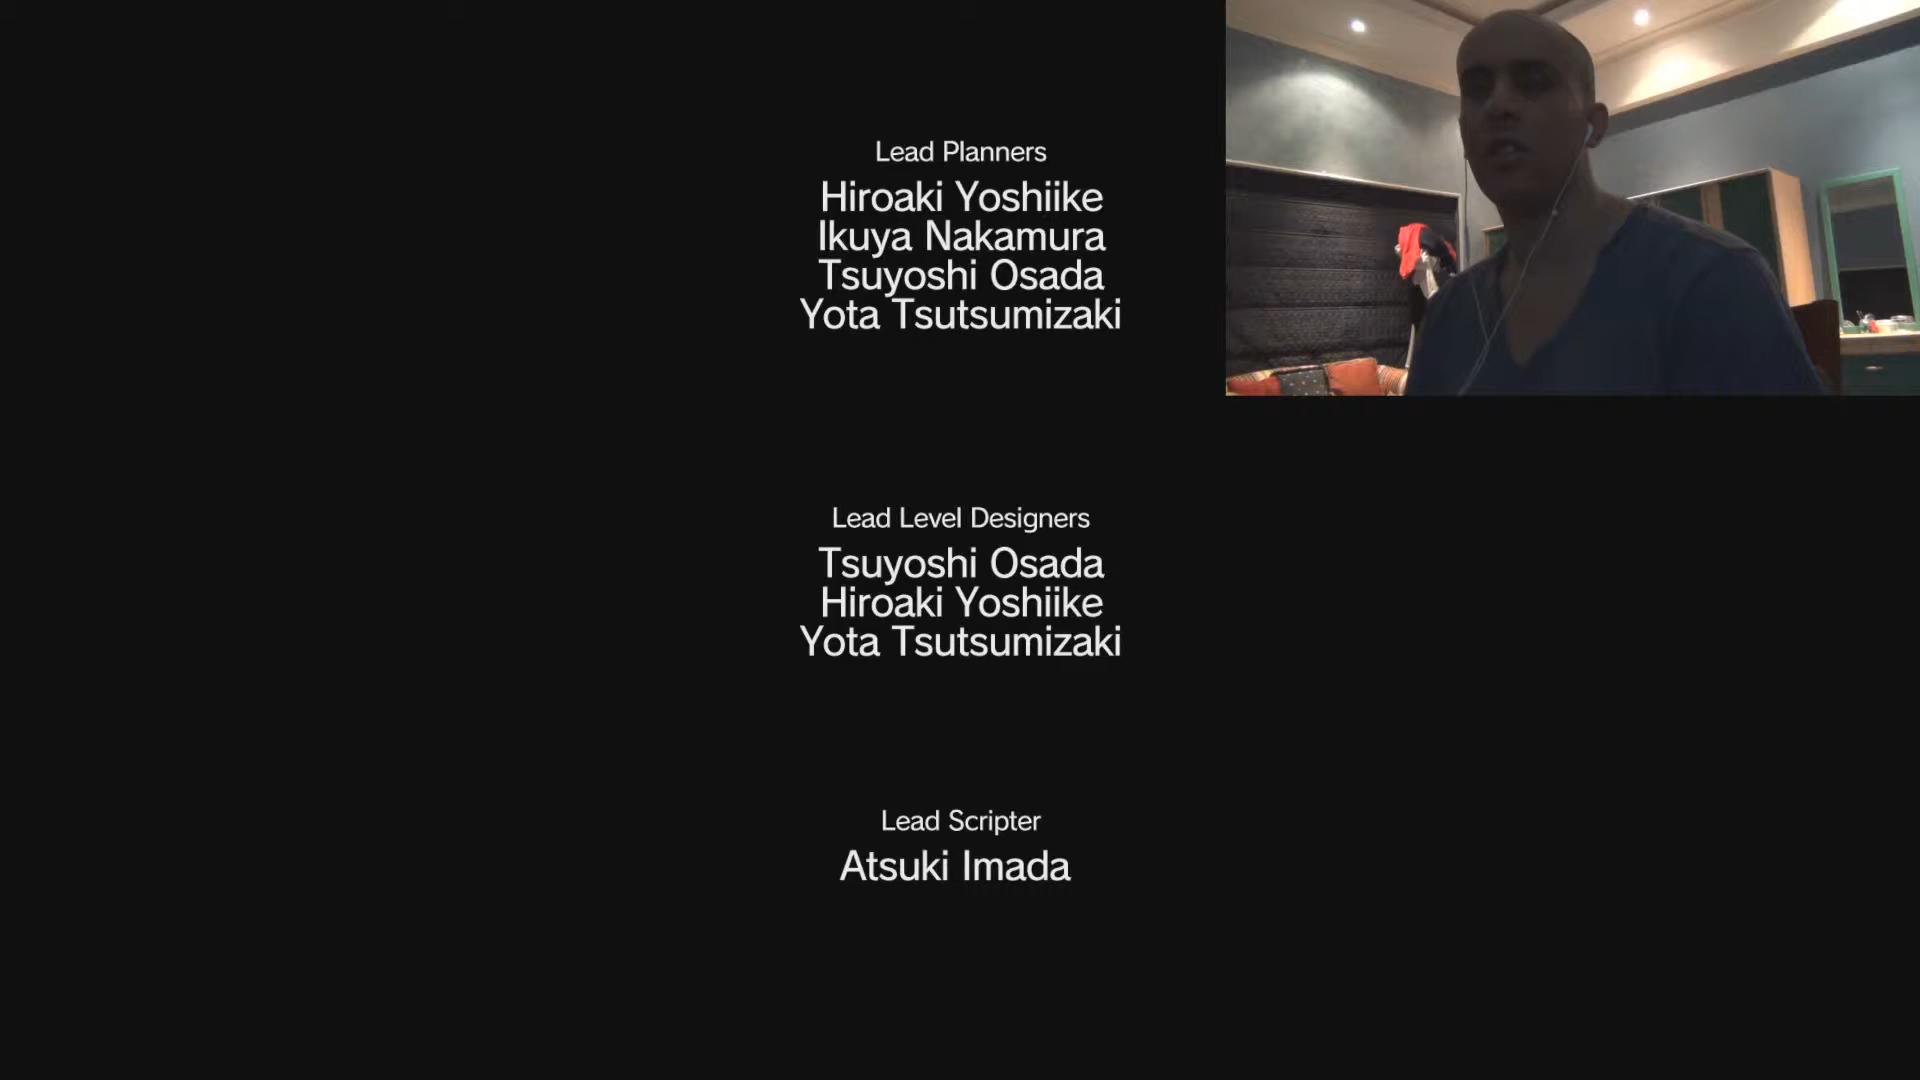 Lead Planners
Hiroaki Yoshiike
Ikuya Nakamura
Tsuyoshi Osada
Yota Tsutsumizaki
Lead Level Designers
Tsuyoshi Osada
Hiroaki Yoshiike
Yota Tsutsumizaki
Lead Scripter
Atsuki Imada